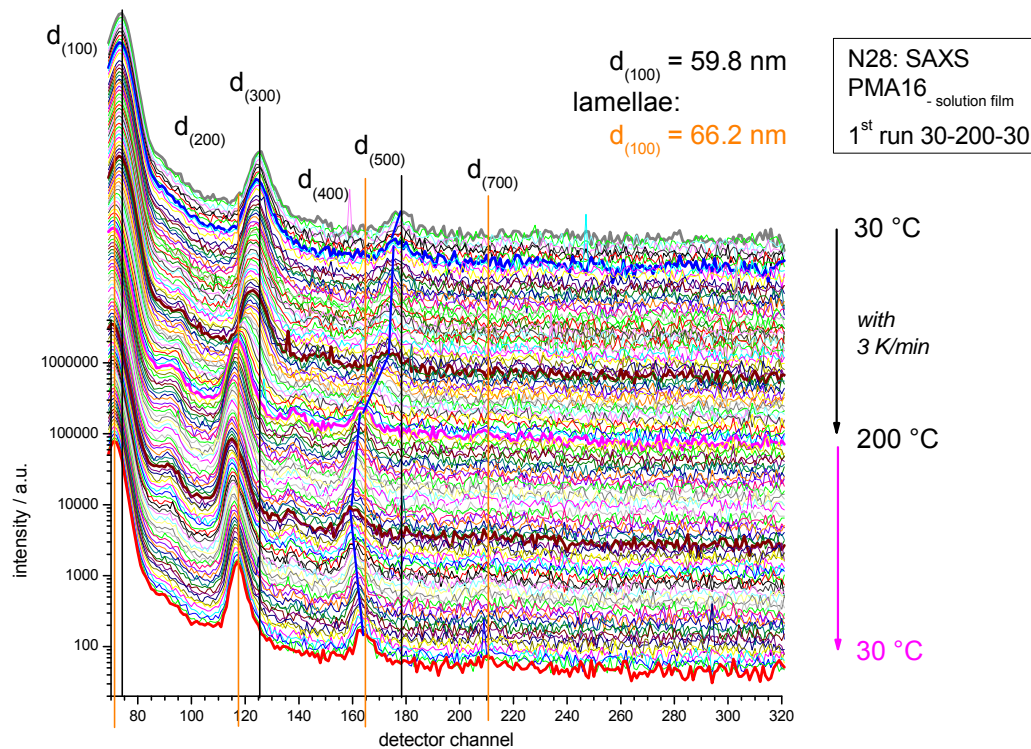 d(100)
d(200)
d(300)
d(400)
d(500)
d(700)
d(100) = 59.8 nm
lamellae:
d(100) = 66.2 nm
N28: SAXS
PMA16 - solution film
1st run 30-200-30
30 °C
with
3 K/min
200 °C
30 °C
1000000
100000
10000
1000
100
intensity / a.u.
80 100 120 140 160 180 200 220 240 260 280 300 320
detector channel